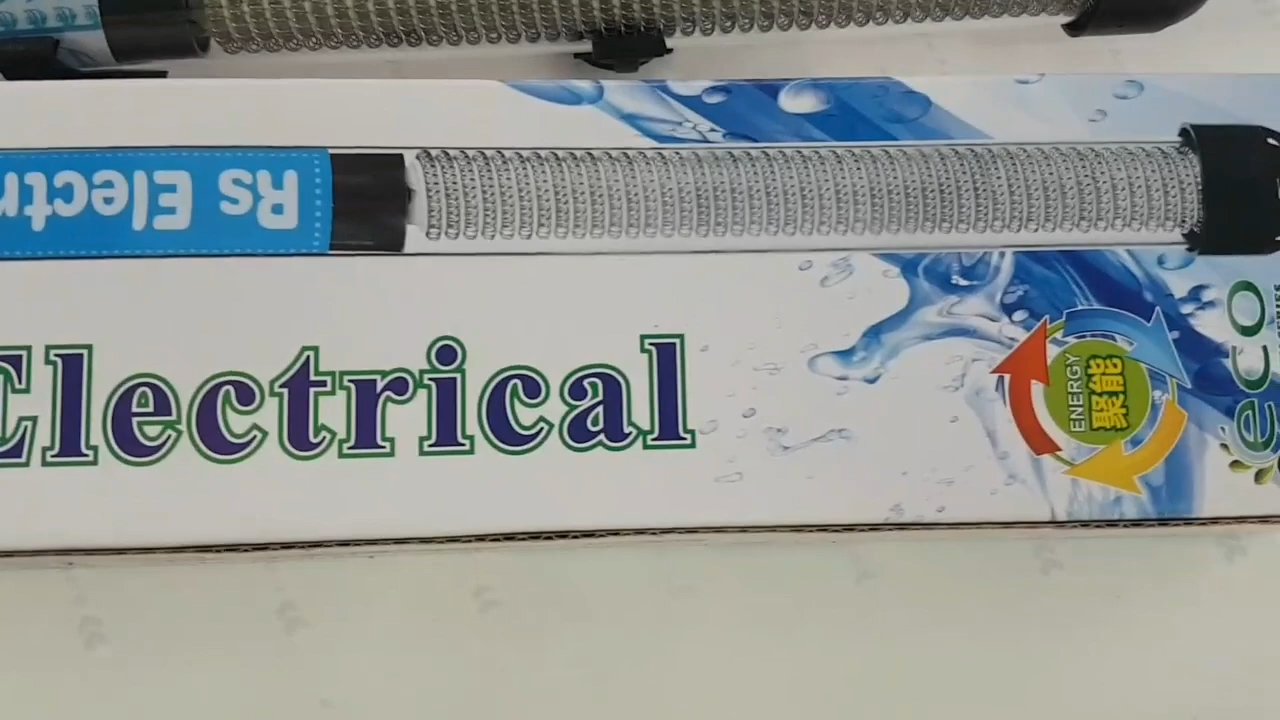 Rs Electr
Electrical
ENERGY
聚能
eco